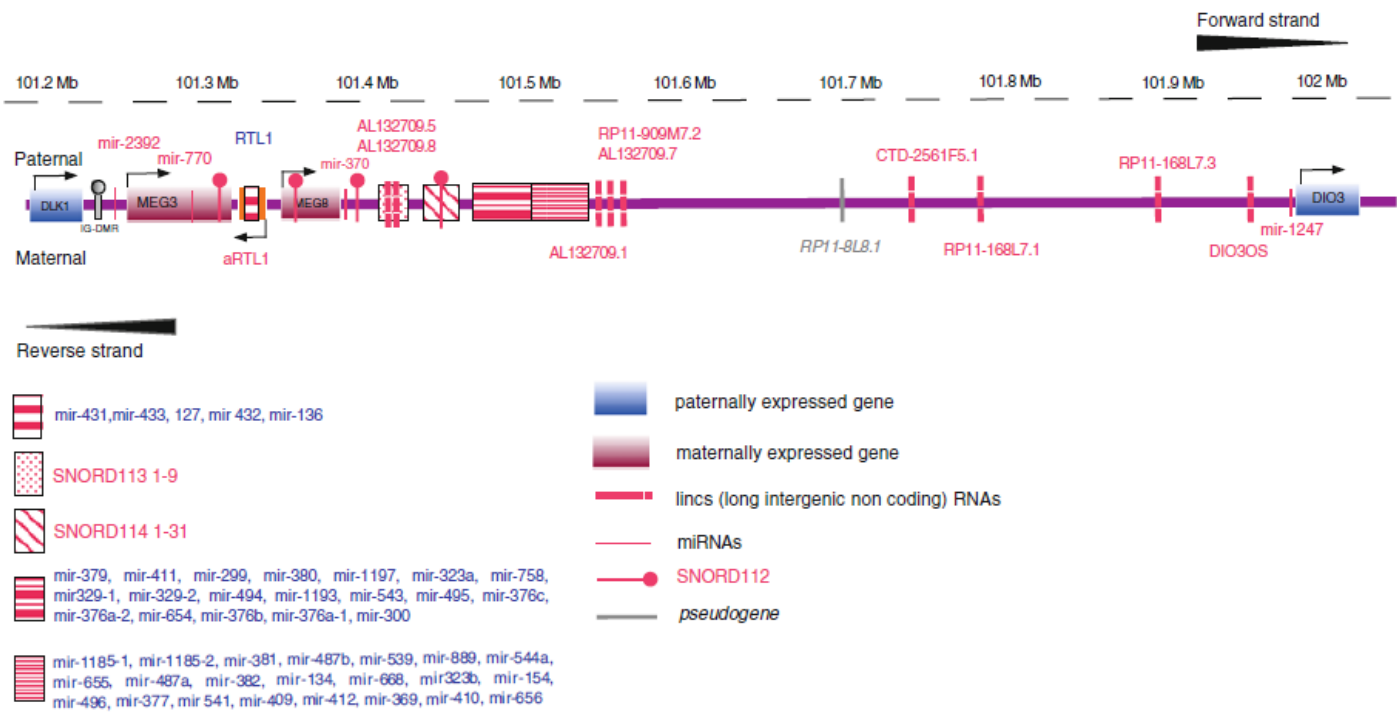 Forward strand
101.2 Mb 101.3 Mb 101.4 Mb 101.5 Mb 101.6 Mb 101.7 Mb 101.8 Mb 101.9 Mb 102 Mb
AL132709.5
AL132709.8
RTL1
mir-2392
mir-770
mir-370
RP11-909M7.2
AL132709.7
CTD-2561F5.1
RP11-168L7.3
Paternal
DLK1
IG-DMR
MEG3
MEG8
DIO3
Maternal
aRTL1
AL132709.1
RP11-8L8.1
RP11-168L7.1
DIO3OS
mir-1247
Reverse strand
mir-431,mir-433, 127, mir 432, mir-136
SNORD113 1-9
SNORD114 1-31
mir-379, mir-411, mir-299, mir-380, mir-1197, mir-323a, mir-758,
mir329-1, mir-329-2, mir-494, mir-1193, mir-543, mir-495, mir-376c,
mir-376a-2, mir-654, mir-376b, mir-376a-1, mir-300
mir-1185-1, mir-1185-2, mir-381, mir-487b, mir-539, mir-889, mir-544a,
mir-655, mir-487a, mir-382, mir-134, mir-668, mir323b, mir-154,
mir-496, mir-377, mir 541, mir-409, mir-412, mir-369, mir-410, mir-656
paternally expressed gene
maternally expressed gene
lincs (long intergenic non coding) RNAs
miRNAs
SNORD112
pseudogene